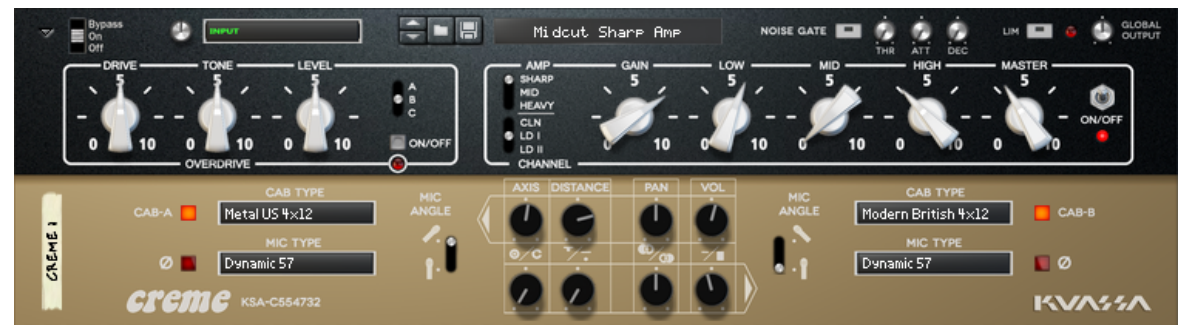 Bypass
On
Off
INPUT
Midcut Sharp Amp
NOISE GATE
THR ATT DEC
LIM
GLOBAL
OUTPUT
DRIVE TONE LEVEL
5 5 5
0 10 0 10 0 10
OVERDRIVE
A
B
C
ON/OFF
AMP GAIN LOW MID HIGH MASTER
SHARP
MID
HEAVY
CLN
LD I
LD II
CHANNEL
5 5 5 5 5
0 10 0 10 0 10 0 10 0 10
ON/OFF
CREME 1
CAB TYPE
CAB-A Metal US 4x12
MIC TYPE
Ø Dynamic 57
creme KSA-C554732
MIC
ANGLE
AXIS DISTANCE PAN VOL
/C
MIC
ANGLE
CAB TYPE
Modern British 4x12 CAB-B
MIC TYPE
Dynamic 57 Ø
KVASSA